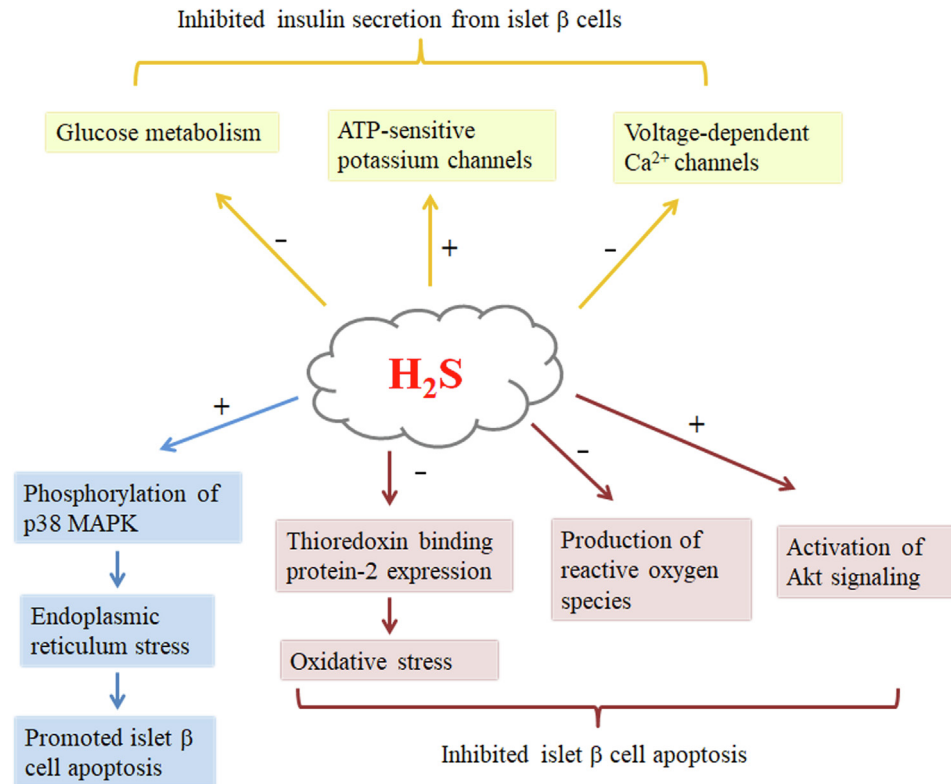 Inhibited insulin secretion from islet β cells
Glucose metabolism
ATP-sensitive
potassium channels
Voltage-dependent
Ca²⁺ channels
-
+
-
H₂S
+
-
-
+
Phosphorylation of
p38 MAPK
Thioredoxin binding
protein-2 expression
Production of
reactive oxygen
species
Activation of
Akt signaling
Endoplasmic
reticulum stress
Oxidative stress
Promoted islet β
cell apoptosis
Inhibited islet β cell apoptosis